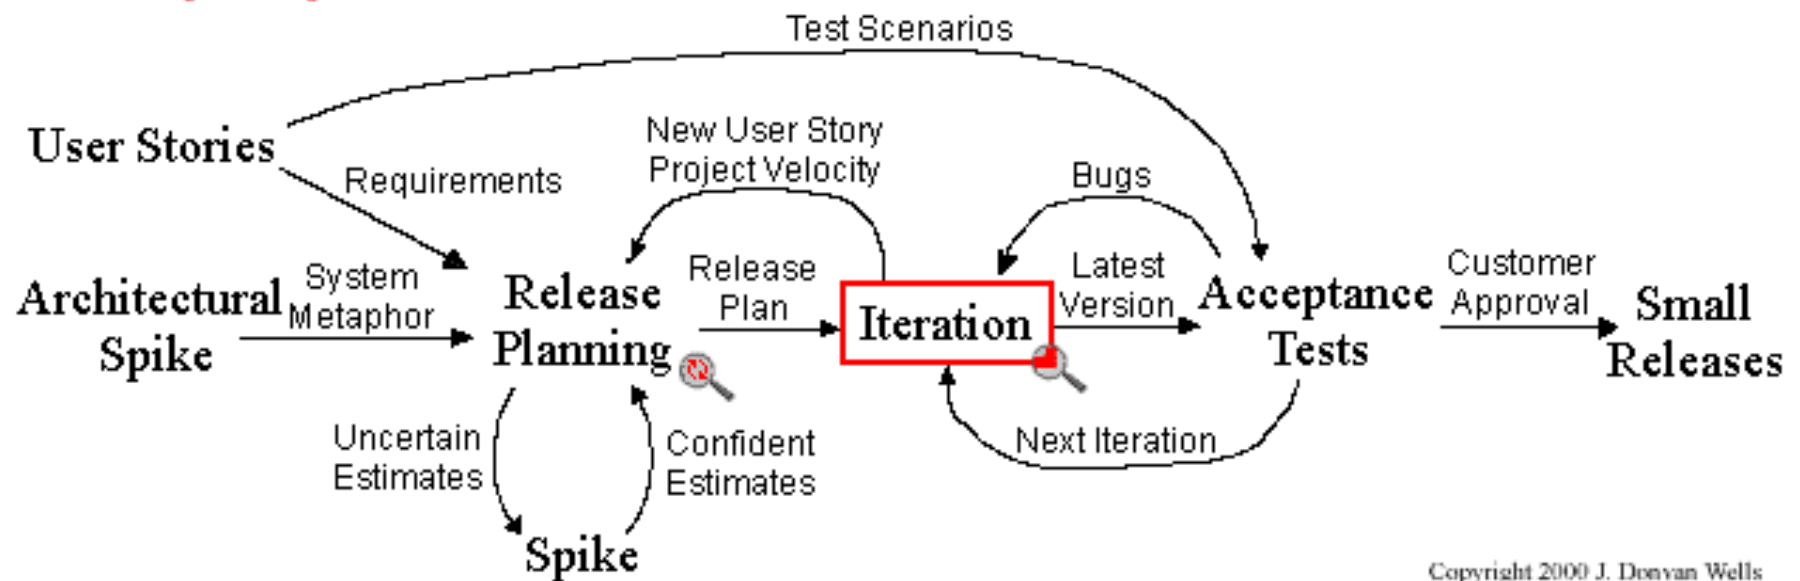 Test Scenarios
User Stories
New User Story
Project Velocity
Requirements
Bugs
Architectural
Spike
System
Metaphor
Release
Planning
Release
Plan
Iteration
Latest
Version
Acceptance
Tests
Customer
Approval
Small
Releases
Uncertain
Estimates
Confident
Estimates
Next Iteration
Spike
Copyright 2000 J. Donvan Wells